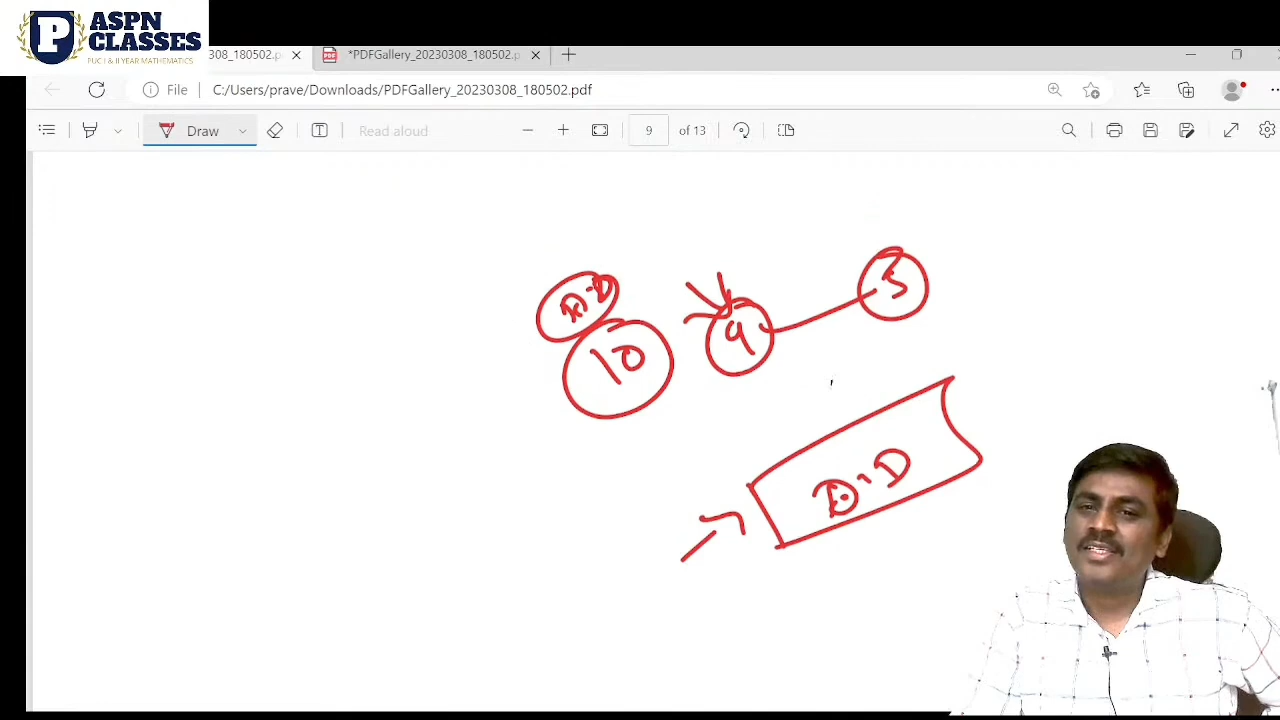 ASPN
CLASSES
PUC I & II YEAR MATHEMATICS
308_180502.p
*PDFGallery_20230308_180502.p
File
C:/Users/prave/Downloads/PDFGallery_20230308_180502.pdf
Draw
Read aloud
9 of 13
10
9
5